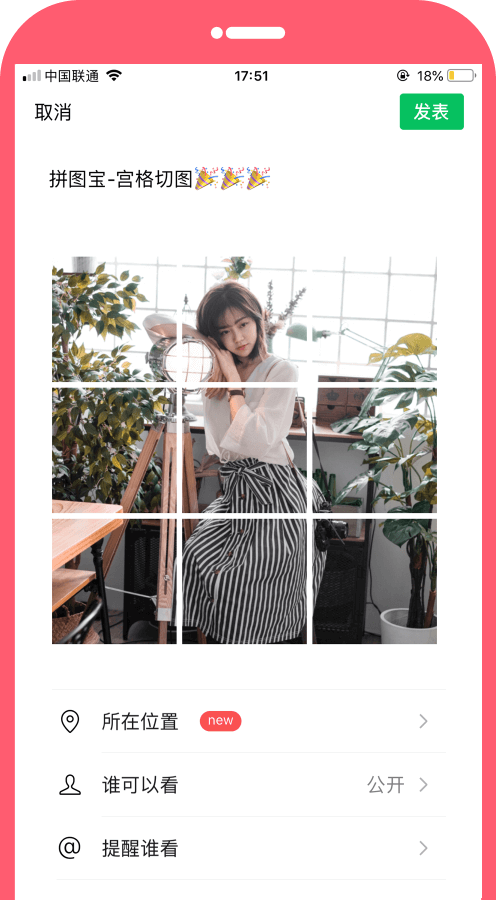 中国联通 17:51 18%
取消 发表
拼图宝-宫格切图🎉🎉🎉
所在位置 new
谁可以看 公开
@ 提醒谁看